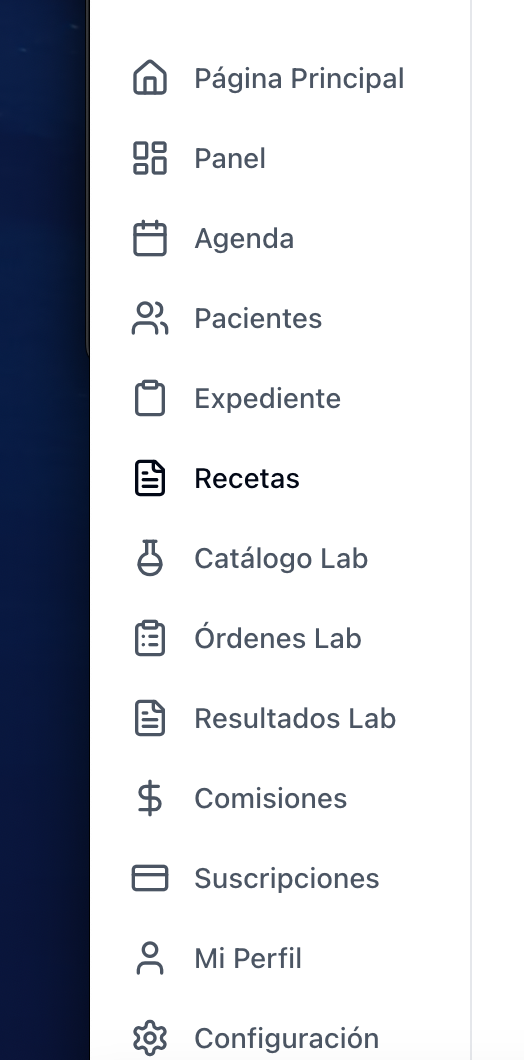 Página Principal
Panel
Agenda
Pacientes
Expediente
Recetas
Catálogo Lab
Órdenes Lab
Resultados Lab
Comisiones
Suscripciones
Mi Perfil
Configuración